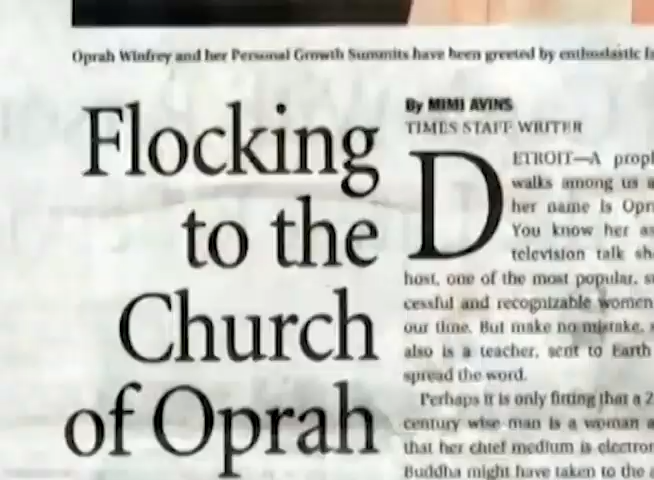 Oprah Winfrey and her Personal Growth Summits have been greeted by enthusiastic
Flocking
to the
Church
of Oprah
By MIMI AVINS
TIMES STAFF WRITER
DETROIT—A
walks among us
her name is
You know her
television talk
host, one of the most popular,
cessful and recognizable women
our time. But make no mistake,
also is a teacher, sent to Earth
spread the word.
Perhaps it is only fitting that a
century wise man is a woman
that her chief medium is
Buddha might have taken to the